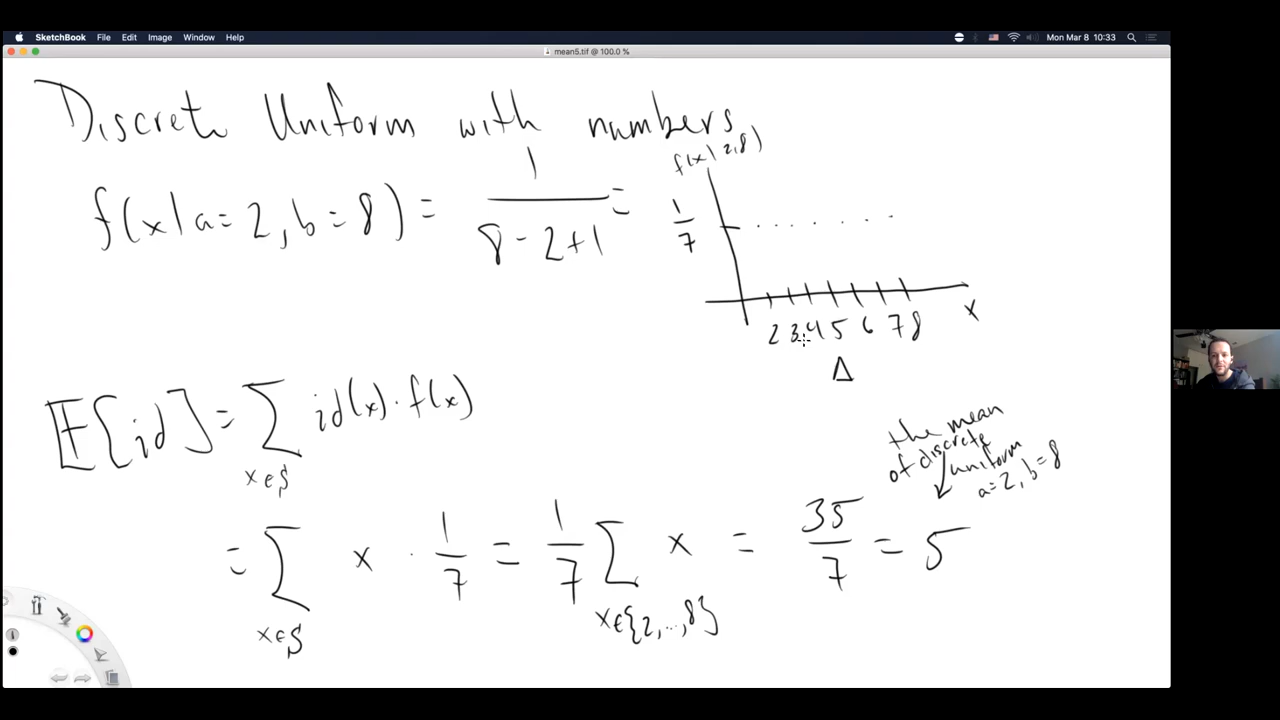 SketchBook File Edit Image Window Help Mon Mar 8 10:33
mean5.tif @ 100.0 %
Discrete Uniform with numbers
f(x|a=2,b=8) = 1/(8-2+1) =
f(x|2,8)
1/7
2 3 4 5 6 7 8
x
Δ
𝔼[id] = ∑_{x∈S} id(x)·f(x)
the mean
of discrete
uniform
a=2, b=8
= ∑_{x∈S} x · 1/7 = 1/7 ∑_{x∈{2,...,8}} x = 35/7 = 5